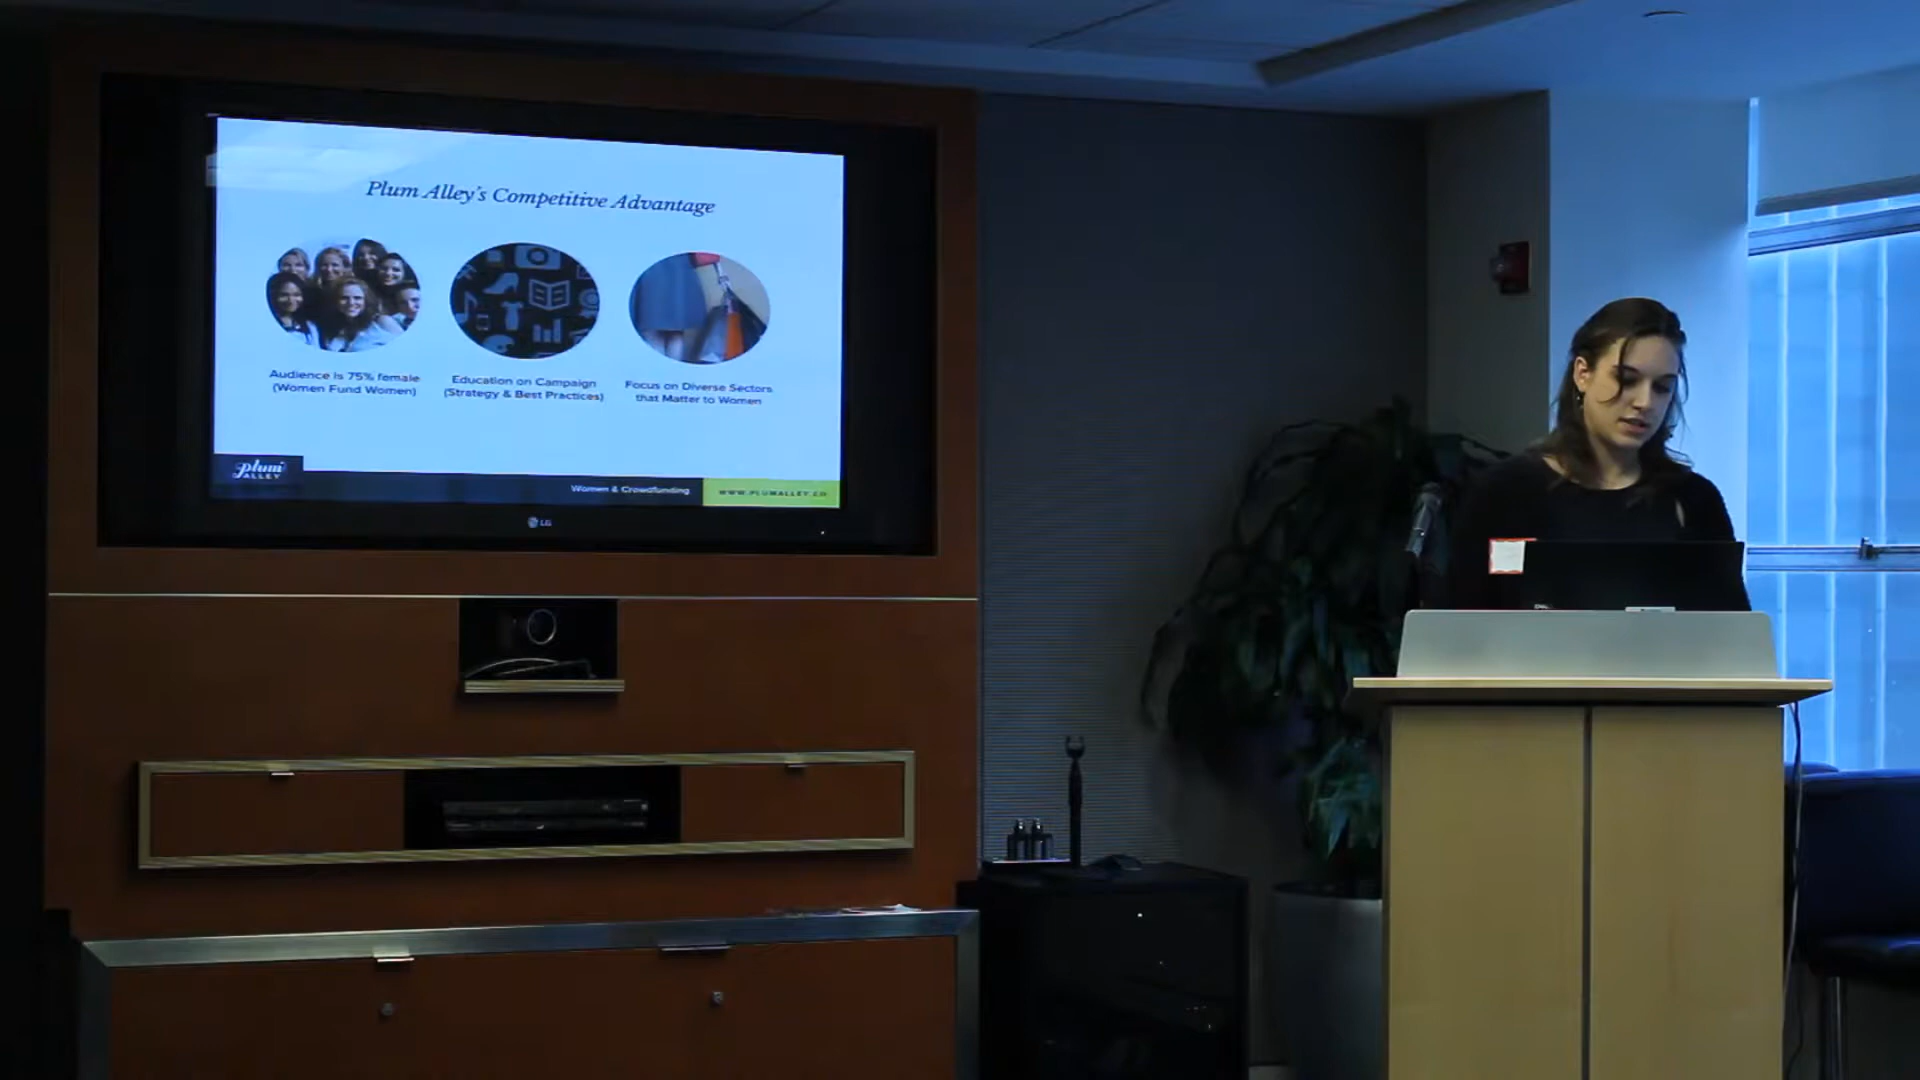 Plum Alley's Competitive Advantage
Audience Is 75% female
(Women Fund Women)
Education on Campaign
(Strategy & Best Practices)
Focus on Diverse Sectors
that Matter to Women
plum
ALLEY
Women & Crowdfunding
WWW.PLUMALLEY.CO
LG